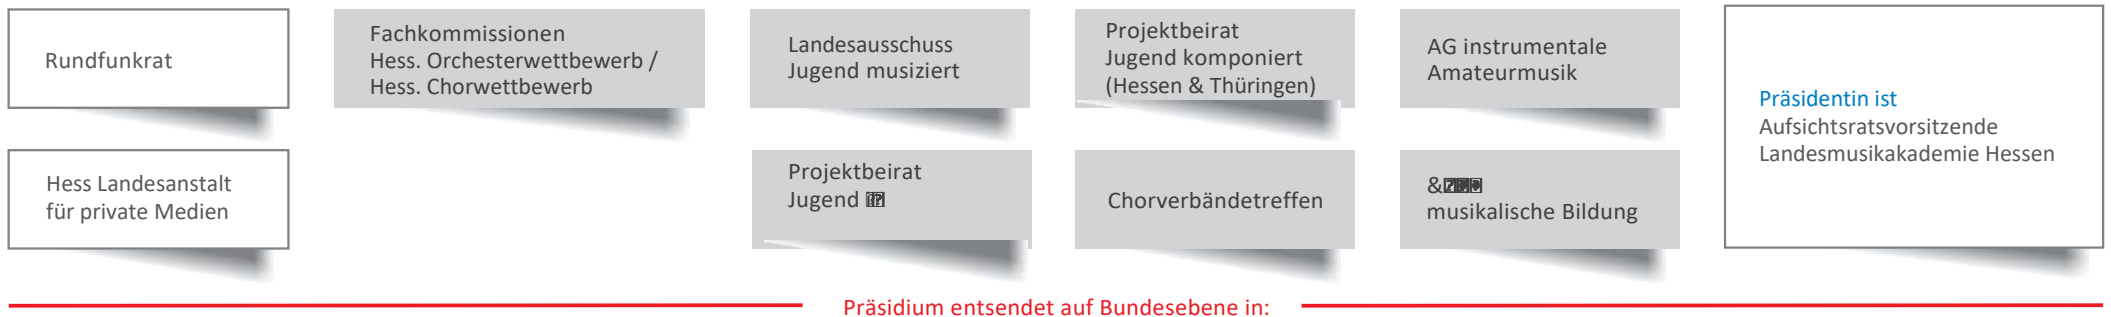 Rundfunkrat
Fachkommissionen
Hess. Orchesterwettbewerb /
Hess. Chorwettbewerb
Landesausschuss
Jugend musiziert
Projektbeirat
Jugend komponiert
(Hessen & Thüringen)
AG instrumentale
Amateurmusik
Präsidentin ist
Aufsichtsratsvorsitzende
Landesmusikakademie Hessen
Hess Landesanstalt
für private Medien
Projektbeirat
Jugend
Chorverbändetreffen
&
musikalische Bildung
Präsidium entsendet auf Bundesebene in: